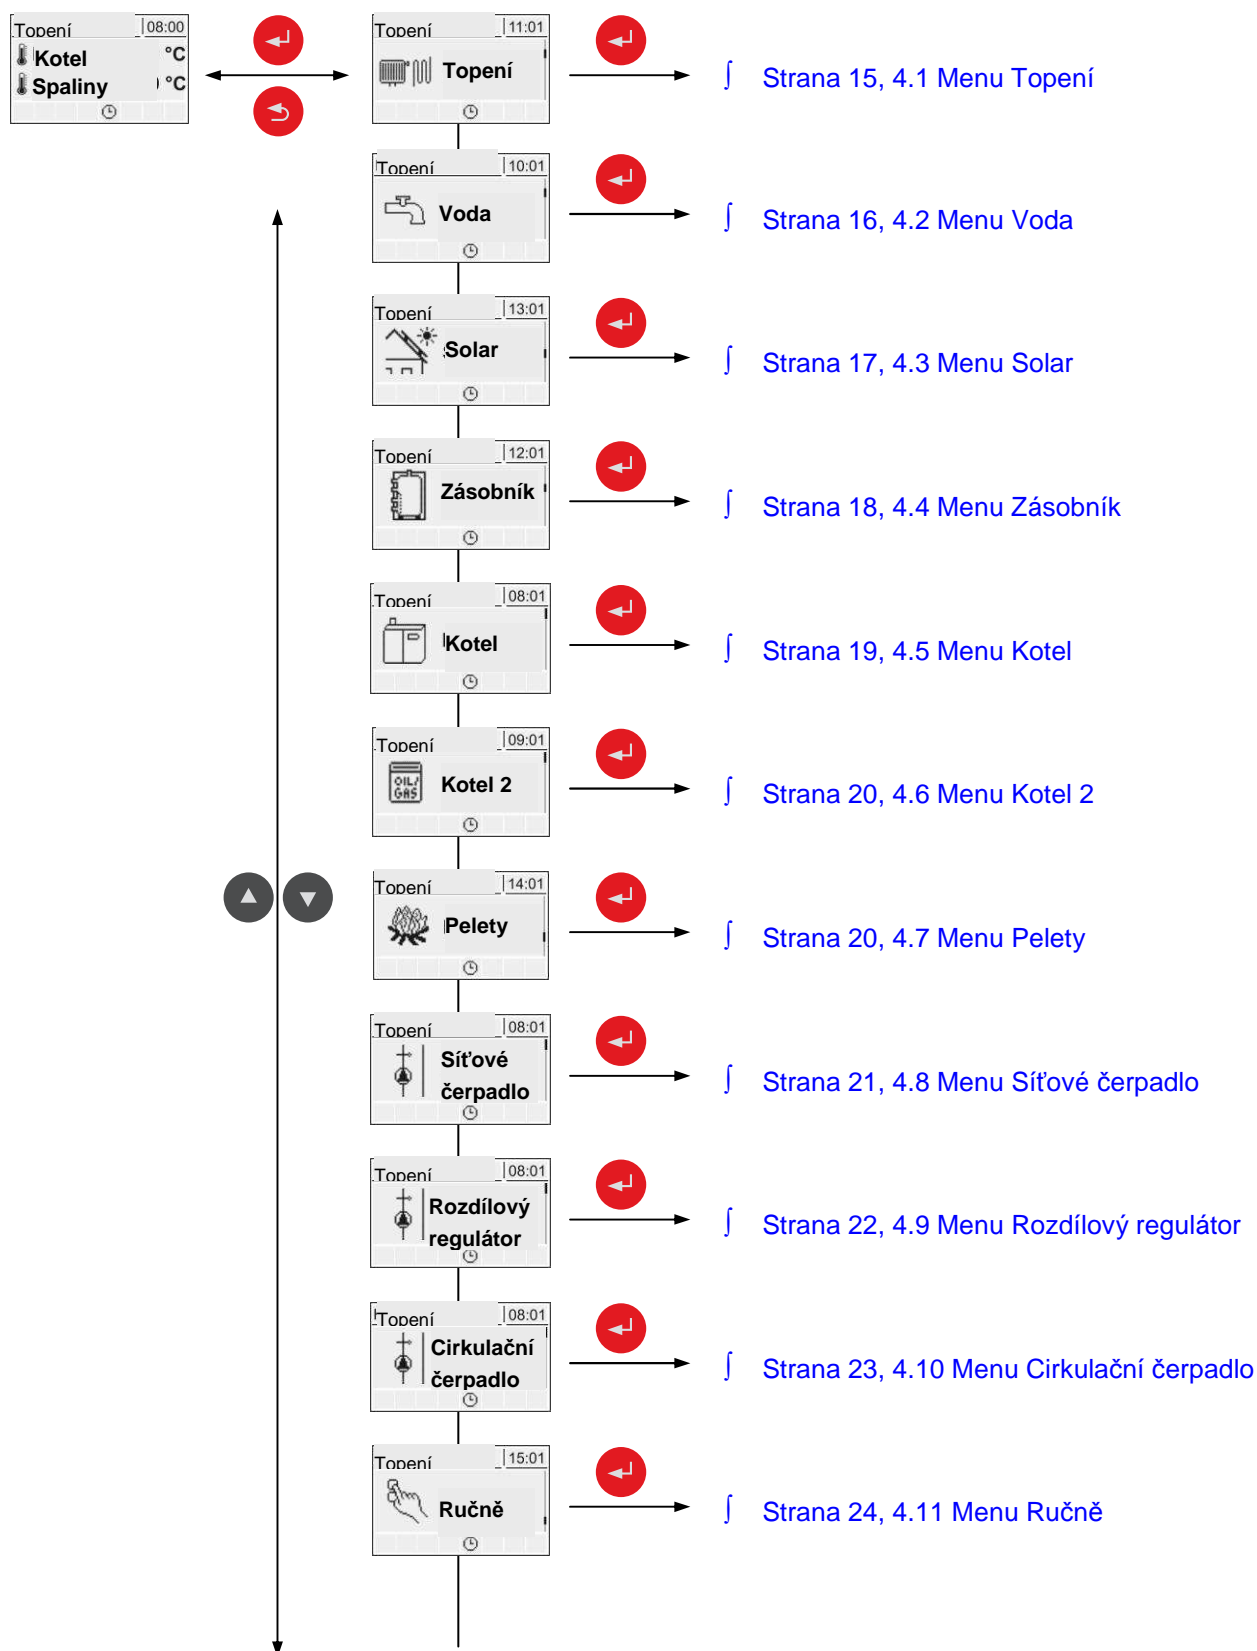 Topení 08:00
Kotel °C
Spaliny °C
Topení 11:01
Topení
Strana 15, 4.1 Menu Topení
Topení 10:01
Voda
Strana 16, 4.2 Menu Voda
Topení 13:01
Solar
Strana 17, 4.3 Menu Solar
Topení 12:01
Zásobník
Strana 18, 4.4 Menu Zásobník
Topení 08:01
Kotel
Strana 19, 4.5 Menu Kotel
Topení 09:01
OIL/
GAS
Kotel 2
Strana 20, 4.6 Menu Kotel 2
Topení 14:01
Pelety
Strana 20, 4.7 Menu Pelety
Topení 08:01
Síťové
čerpadlo
Strana 21, 4.8 Menu Síťové čerpadlo
Topení 08:01
Rozdílový
regulátor
Strana 22, 4.9 Menu Rozdílový regulátor
Topení 08:01
Cirkulační
čerpadlo
Strana 23, 4.10 Menu Cirkulační čerpadlo
Topení 15:01
Ručně
Strana 24, 4.11 Menu Ručně